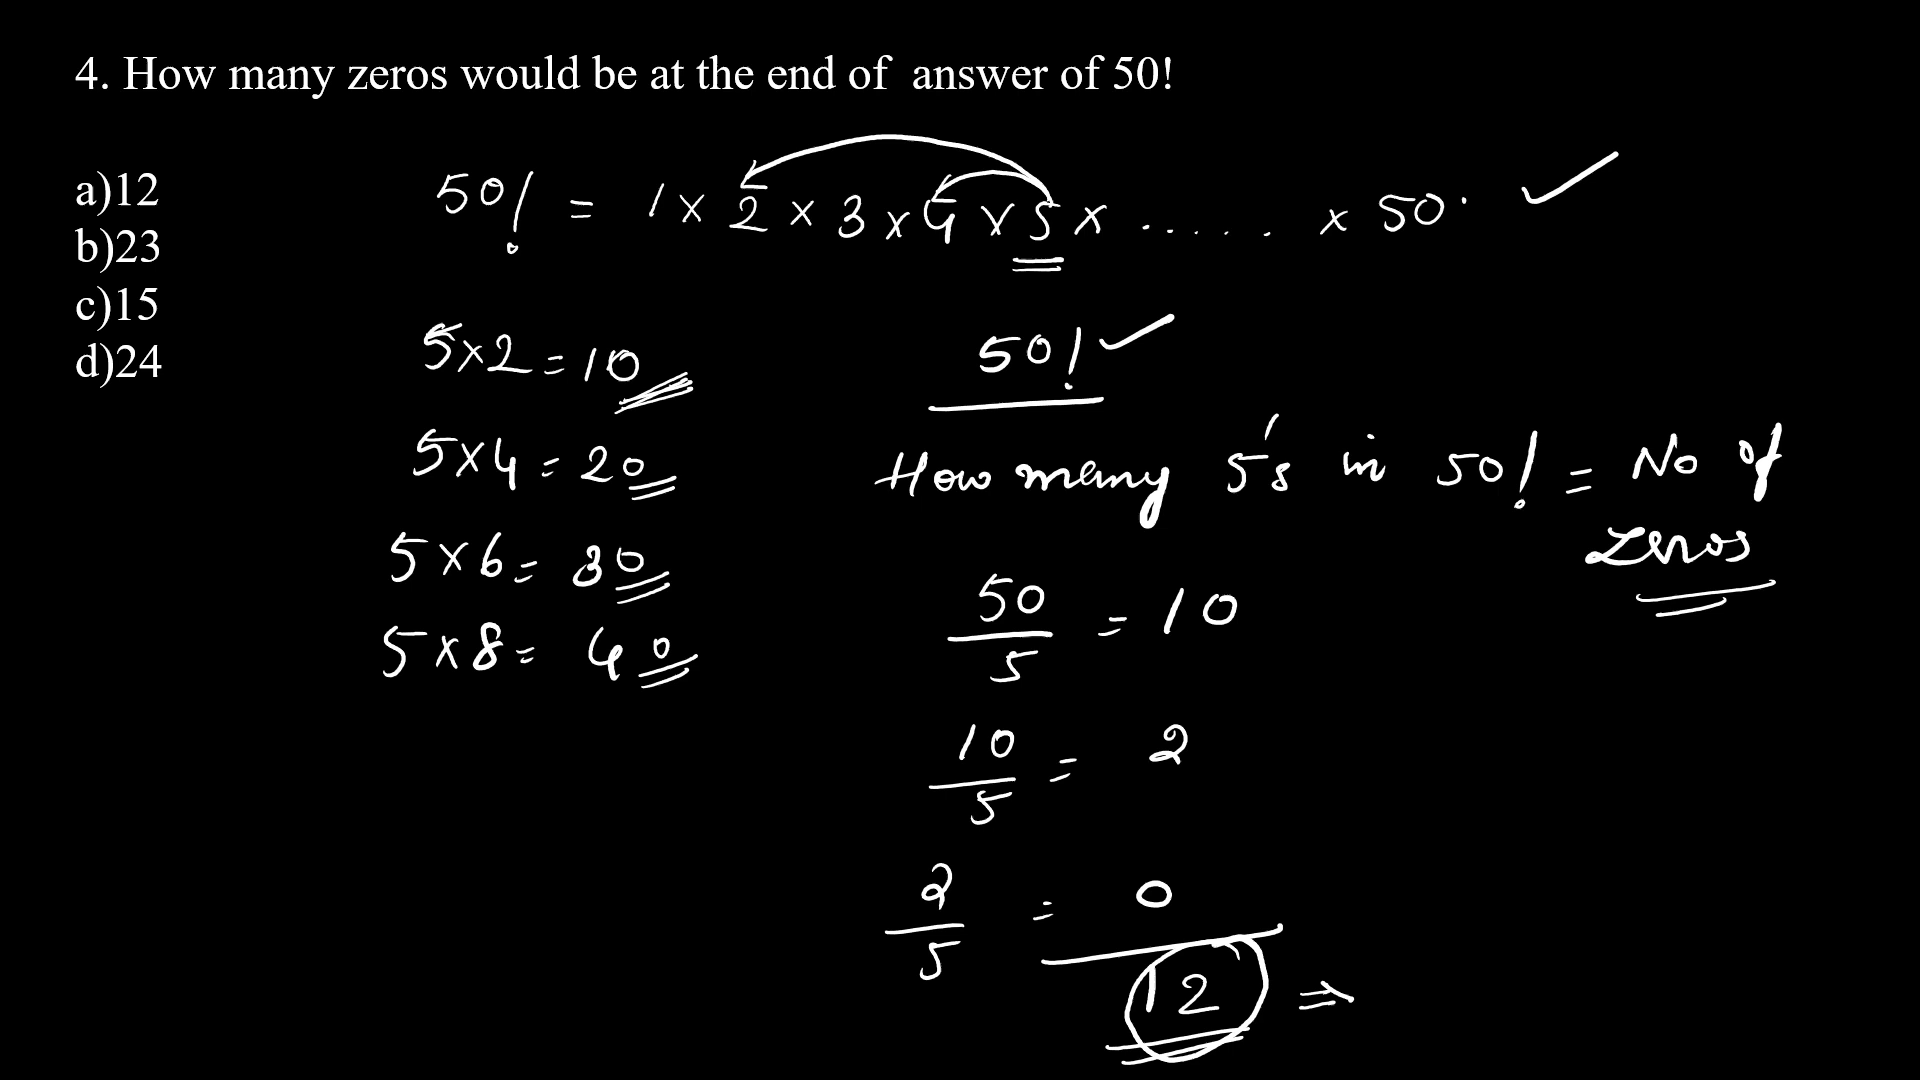 4. How many zeros would be at the end of  answer of 50!
a)12
b)23
c)15
d)24
50! = 1 × 2 × 3 × 4 × 5 × ...... × 50.
5×2=10
5×4=20
5×6=30
5×8=40
50!
How many 5's in 50! = No of
zeros
50/5 = 10
10/5 = 2
2/5 = 0
12 ⇒